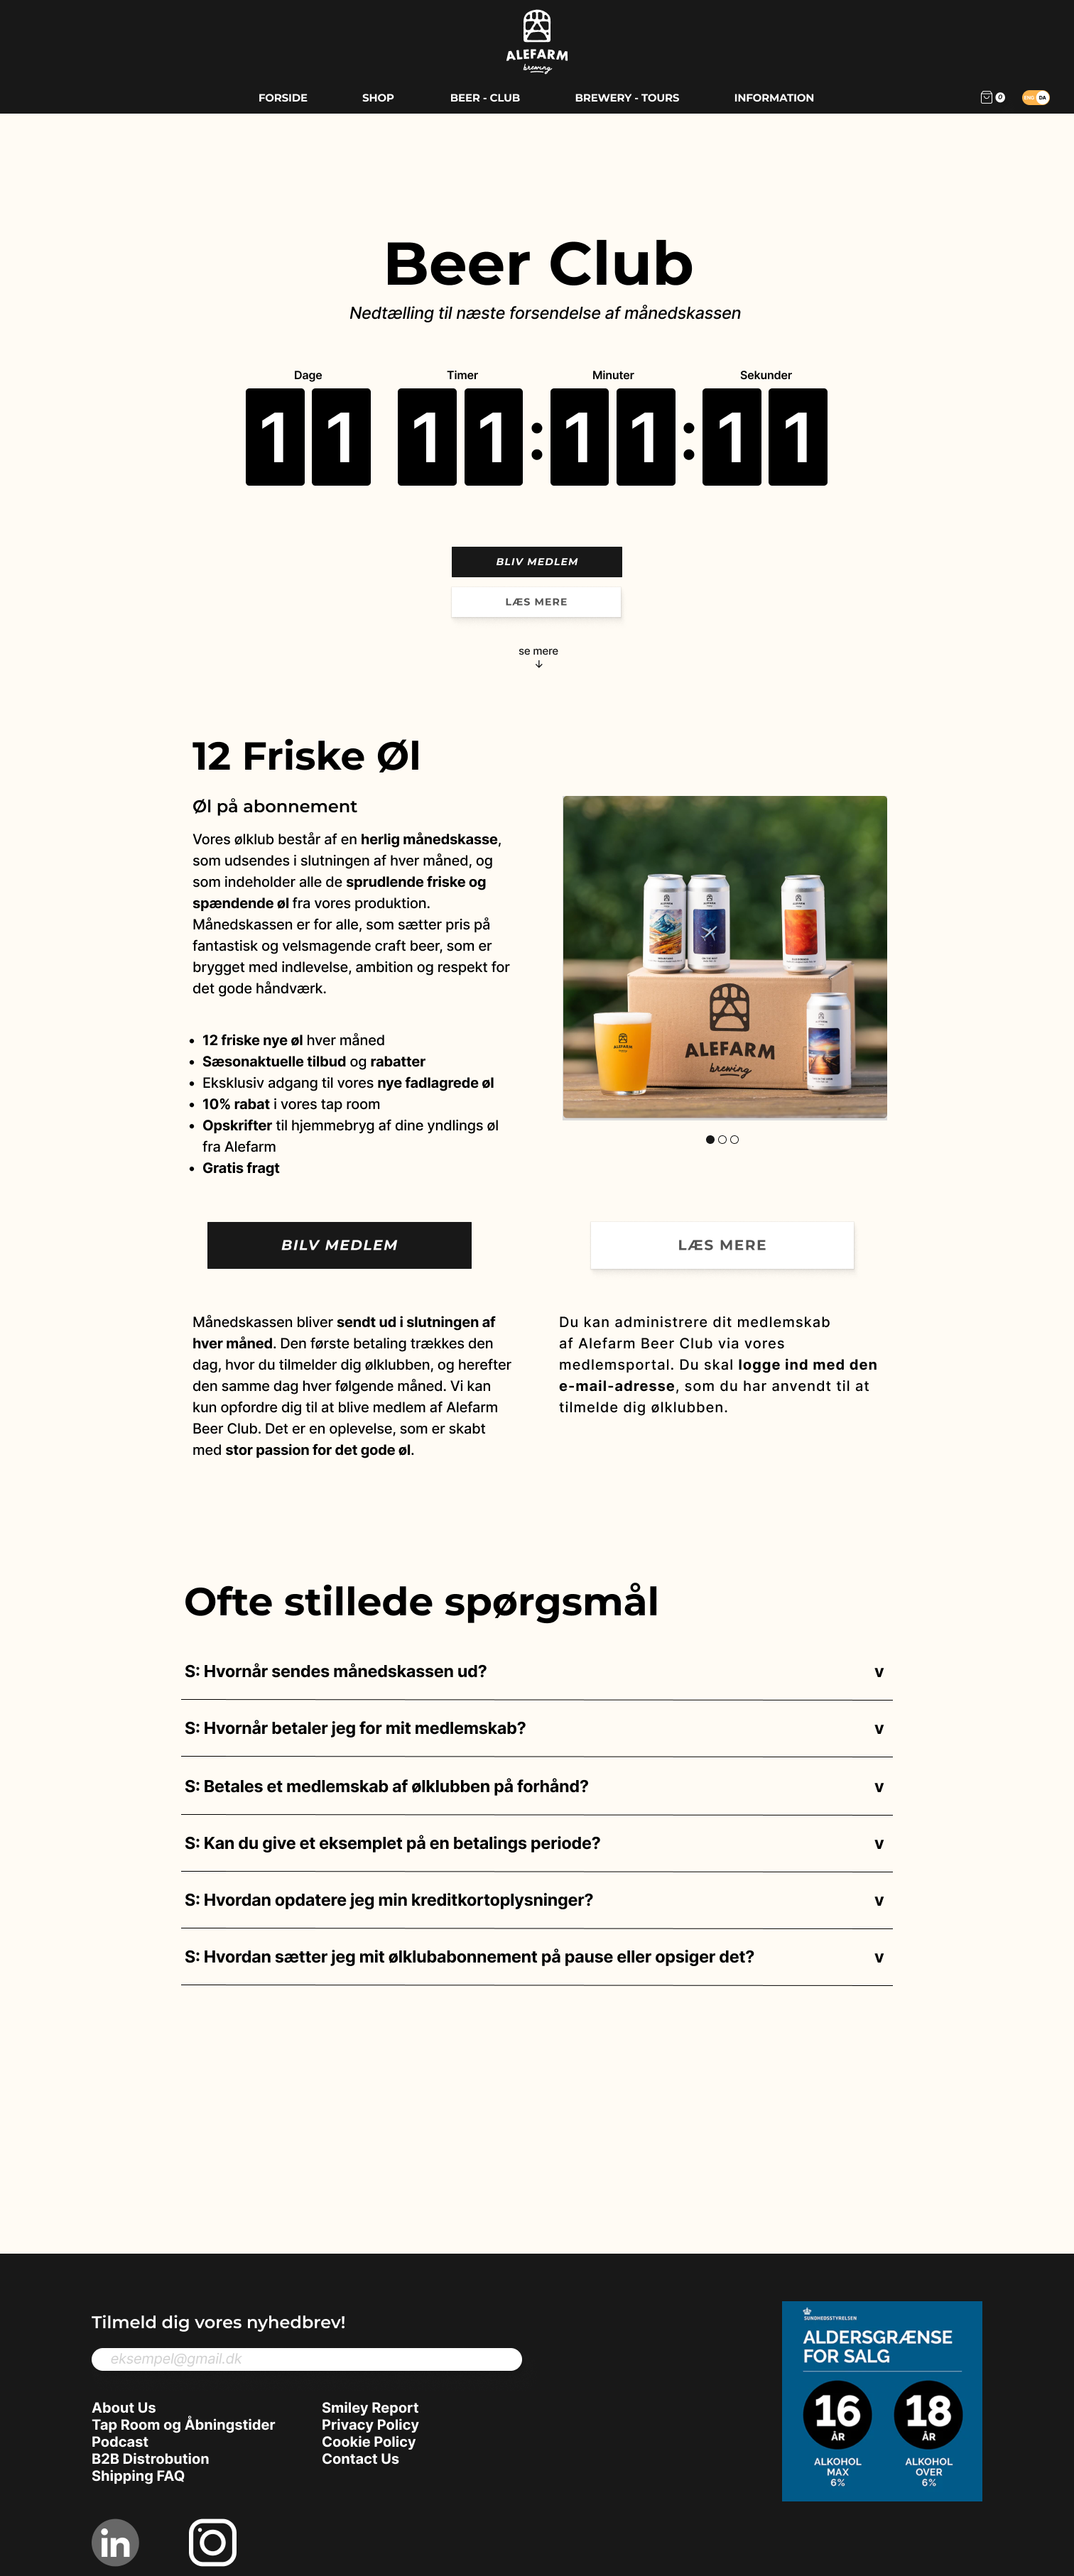 ALEFARM
brewing
FORSIDE SHOP BEER - CLUB BREWERY - TOURS INFORMATION 0 ENG DA
Beer Club
Nedtælling til næste forsendelse af månedskassen
Dage Timer Minuter Sekunder
11 11:11:11
BLIV MEDLEM
LÆS MERE
se mere
↓
12 Friske Øl
Øl på abonnement
Vores ølklub består af en herlig månedskasse,
som udsendes i slutningen af hver måned, og
som indeholder alle de sprudlende friske og
spændende øl fra vores produktion.
Månedskassen er for alle, som sætter pris på
fantastisk og velsmagende craft beer, som er
brygget med indlevelse, ambition og respekt for
det gode håndværk.
• 12 friske nye øl hver måned
• Sæsonaktuelle tilbud og rabatter
• Eksklusiv adgang til vores nye fadlagrede øl
• 10% rabat i vores tap room
• Opskrifter til hjemmebryg af dine yndlings øl
fra Alefarm
• Gratis fragt
ALEFARM
ALEFARM
ALEFARM
ALEFARM
ALEFARM
ALEFARM
brewing
BILV MEDLEM
LÆS MERE
Månedskassen bliver sendt ud i slutningen af
hver måned. Den første betaling trækkes den
dag, hvor du tilmelder dig ølklubben, og herefter
den samme dag hver følgende måned. Vi kan
kun opfordre dig til at blive medlem af Alefarm
Beer Club. Det er en oplevelse, som er skabt
med stor passion for det gode øl.
Du kan administrere dit medlemskab
af Alefarm Beer Club via vores
medlemsportal. Du skal logge ind med den
e-mail-adresse, som du har anvendt til at
tilmelde dig ølklubben.
Ofte stillede spørgsmål
S: Hvornår sendes månedskassen ud? v
S: Hvornår betaler jeg for mit medlemskab? v
S: Betales et medlemskab af ølklubben på forhånd? v
S: Kan du give et eksemplet på en betalings periode? v
S: Hvordan opdatere jeg min kreditkortoplysninger? v
S: Hvordan sætter jeg mit ølklubabonnement på pause eller opsiger det? v
Tilmeld dig vores nyhedbrev!
eksempel@gmail.dk
About Us
Tap Room og Åbningstider
Podcast
B2B Distrobution
Shipping FAQ
Smiley Report
Privacy Policy
Cookie Policy
Contact Us
in
SUNDHEDSSTYRELSEN
ALDERSGRÆNSE
FOR SALG
16
ÅR
ALKOHOL
MAX
6%
18
ÅR
ALKOHOL
OVER
6%